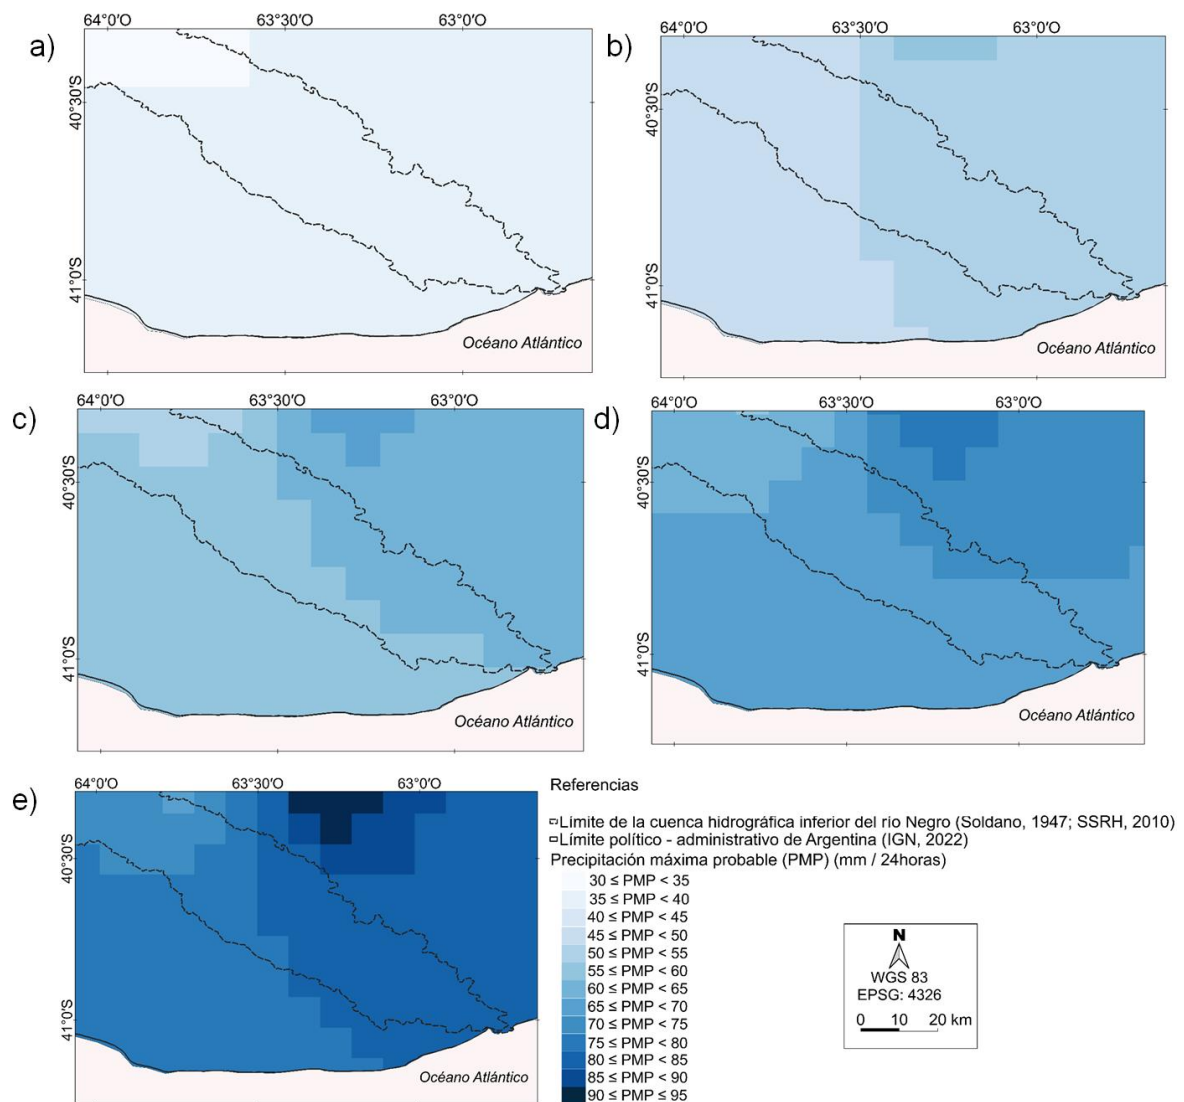 a)
64°0'O 63°30'O 63°0'O
40°30'S
41°0'S
Océano Atlántico
b)
64°0'O 63°30'O 63°0'O
40°30'S
41°0'S
Océano Atlántico
c)
64°0'O 63°30'O 63°0'O
40°30'S
41°0'S
Océano Atlántico
d)
64°0'O 63°30'O 63°0'O
40°30'S
41°0'S
Océano Atlántico
e)
64°0'O 63°30'O 63°0'O
40°30'S
41°0'S
Océano Atlántico
Referencias
Límite de la cuenca hidrográfica inferior del rio Negro (Soldano, 1947; SSRH, 2010)
Límite político - administrativo de Argentina (IGN, 2022)
Precipitación máxima probable (PMP) (mm / 24horas)
30 ≤ PMP < 35
35 ≤ PMP < 40
40 ≤ PMP < 45
45 ≤ PMP < 50
50 ≤ PMP < 55
55 ≤ PMP < 60
60 ≤ PMP < 65
65 ≤ PMP < 70
70 ≤ PMP < 75
75 ≤ PMP < 80
80 ≤ PMP < 85
85 ≤ PMP < 90
90 ≤ PMP ≤ 95
N
WGS 83
EPSG: 4326
0 10 20 km